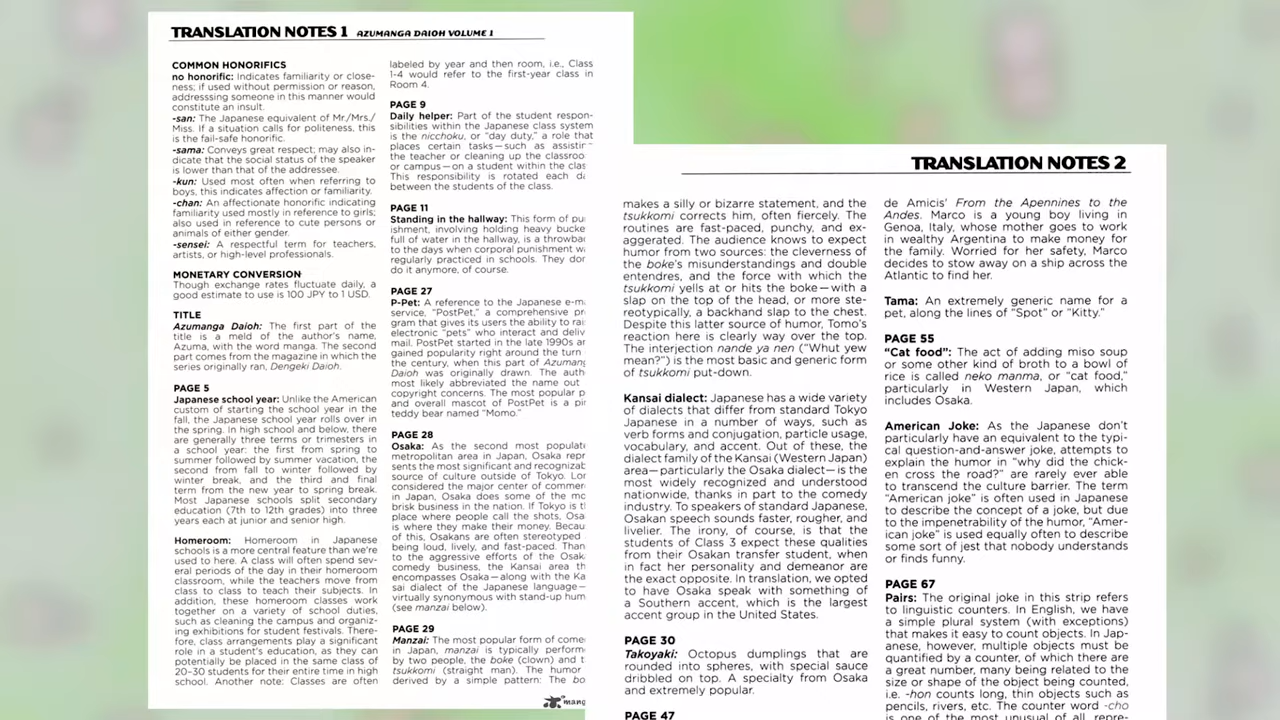 TRANSLATION NOTES 1 AZUMANGA DAIOH VOLUME 1
COMMON HONORIFICS
no honorific: Indicates familiarity or close-
ness; if used without permission or reason,
addresssing someone in this manner would
constitute an insult.
-san: The Japanese equivalent of Mr./Mrs./
Miss. If a situation calls for politeness, this
is the fail-safe honorific.
-sama: Conveys great respect; may also in-
dicate that the social status of the speaker
is lower than that of the addressee.
-kun: Used most often when referring to
boys, this indicates affection or familiarity.
-chan: An affectionate honorific indicating
familiarity used mostly in reference to girls;
also used in reference to cute persons or
animals of either gender.
-sensei: A respectful term for teachers,
artists, or high-level professionals.
MONETARY CONVERSION
Though exchange rates fluctuate daily, a
good estimate to use is 100 JPY to 1 USD.
TITLE
Azumanga Daioh: The first part of the
title is a meld of the author's name,
Azuma, with the word manga. The second
part comes from the magazine in which the
series originally ran, Dengeki Daioh.
PAGE 5
Japanese school year: Unlike the American
custom of starting the school year in the
fall, the Japanese school year rolls over in
the spring. In high school and below, there
are generally three terms or trimesters in
a school year: the first from spring to
summer followed by summer vacation, the
second from fall to winter followed by
winter break, and the third and final
term from the new year to spring break.
Most Japanese schools split secondary
education (7th to 12th grades) into three
years each at junior and senior high.
Homeroom: Homeroom in Japanese
schools is a more central feature than we're
used to here. A class will often spend sev-
eral periods of the day in their homeroom
classroom, while the teachers move from
class to class to teach their subjects. In
addition, these homeroom classes work
together on a variety of school duties,
such as cleaning the campus and organiz-
ing exhibitions for student festivals. There-
fore, class arrangements play a significant
role in a student's education, as they can
potentially be placed in the same class of
20-30 students for their entire time in high
school. Another note: Classes are often
labeled by year and then room, i.e., Class
1-4 would refer to the first-year class in
Room 4.
PAGE 9
Daily helper: Part of the student respon-
sibilities within the Japanese class system
is the nicchoku, or "day duty," a role that
places certain tasks—such as assistin
the teacher or cleaning up the classroo
or campus—on a student within the clas
This responsibility is rotated each da
between the students of the class.
PAGE 11
Standing in the hallway: This form of pu
ishment, involving holding heavy bucke
full of water in the hallway, is a throwba
to the days when corporal punishment wa
regularly practiced in schools. They don
do it anymore, of course.
PAGE 27
P-Pet: A reference to the Japanese e-ma
service, "PostPet," a comprehensive pr
gram that gives its users the ability to rai
electronic "pets" who interact and deliv
mail. PostPet started in the late 1990s an
gained popularity right around the turn
the century, when this part of Azumang
Daioh was originally drawn. The auth
most likely abbreviated the name out
copyright concerns. The most popular p
and overall mascot of PostPet is a pin
teddy bear named "Momo."
PAGE 28
Osaka: As the second most populat
metropolitan area in Japan, Osaka repr
sents the most significant and recognizab
source of culture outside of Tokyo. Lon
considered the major center of commer
in Japan, Osaka does some of the mo
brisk business in the nation. If Tokyo is th
place where people call the shots, Osa
is where they make their money. Becau
of this, Osakans are often stereotyped
being loud, lively, and fast-paced. Than
to the aggressive efforts of the Osak
comedy business, the Kansai area th
encompasses Osaka—along with the Ka
sai dialect of the Japanese language—
virtually synonymous with stand-up hum
(see manzai below).
PAGE 29
Manzai: The most popular form of come
in Japan, manzai is typically perform
by two people, the boke (clown) and t
tsukkomi (straight man). The humor
derived by a simple pattern: The bo
mang
TRANSLATION NOTES 2
makes a silly or bizarre statement, and the
tsukkomi corrects him, often fiercely. The
routines are fast-paced, punchy, and ex-
aggerated. The audience knows to expect
humor from two sources: the cleverness of
the boke's misunderstandings and double
entendres, and the force with which the
tsukkomi yells at or hits the boke—with a
slap on the top of the head, or more ste-
reotypically, a backhand slap to the chest.
Despite this latter source of humor, Tomo's
reaction here is clearly way over the top.
The interjection nande ya nen ("Whut yew
mean?") is the most basic and generic form
of tsukkomi put-down.
Kansai dialect: Japanese has a wide variety
of dialects that differ from standard Tokyo
Japanese in a number of ways, such as
verb forms and conjugation, particle usage,
vocabulary, and accent. Out of these, the
dialect family of the Kansai (Western Japan)
area—particularly the Osaka dialect—is the
most widely recognized and understood
nationwide, thanks in part to the comedy
industry. To speakers of standard Japanese,
Osakan speech sounds faster, rougher, and
livelier. The irony, of course, is that the
students of Class 3 expect these qualities
from their Osakan transfer student, when
in fact her personality and demeanor are
the exact opposite. In translation, we opted
to have Osaka speak with something of
a Southern accent, which is the largest
accent group in the United States.
PAGE 30
Takoyaki: Octopus dumplings that are
rounded into spheres, with special sauce
dribbled on top. A specialty from Osaka
and extremely popular.
PAGE 47
de Amicis' From the Apennines to the
Andes. Marco is a young boy living in
Genoa, Italy, whose mother goes to work
in wealthy Argentina to make money for
the family. Worried for her safety, Marco
decides to stow away on a ship across the
Atlantic to find her.
Tama: An extremely generic name for a
pet, along the lines of "Spot" or "Kitty."
PAGE 55
"Cat food": The act of adding miso soup
or some other kind of broth to a bowl of
rice is called neko manma, or "cat food,"
particularly in Western Japan, which
includes Osaka.
American Joke: As the Japanese don't
particularly have an equivalent to the typi-
cal question-and-answer joke, attempts to
explain the humor in "why did the chick-
en cross the road?" are rarely ever able
to transcend the culture barrier. The term
"American joke" is often used in Japanese
to describe the concept of a joke, but due
to the impenetrability of the humor, "Amer-
ican joke" is used equally often to describe
some sort of jest that nobody understands
or finds funny.
PAGE 67
Pairs: The original joke in this strip refers
to linguistic counters. In English, we have
a simple plural system (with exceptions)
that makes it easy to count objects. In Jap-
anese, however, multiple objects must be
quantified by a counter, of which there are
a great number, many being related to the
size or shape of the object being counted,
i.e. -hon counts long, thin objects such as
pencils, rivers, etc. The counter word -cho
is one of the most unusual of all, repre-